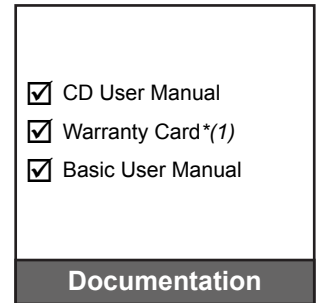 ☑ CD User Manual
☑ Warranty Card*(1)
☑ Basic User Manual
Documentation